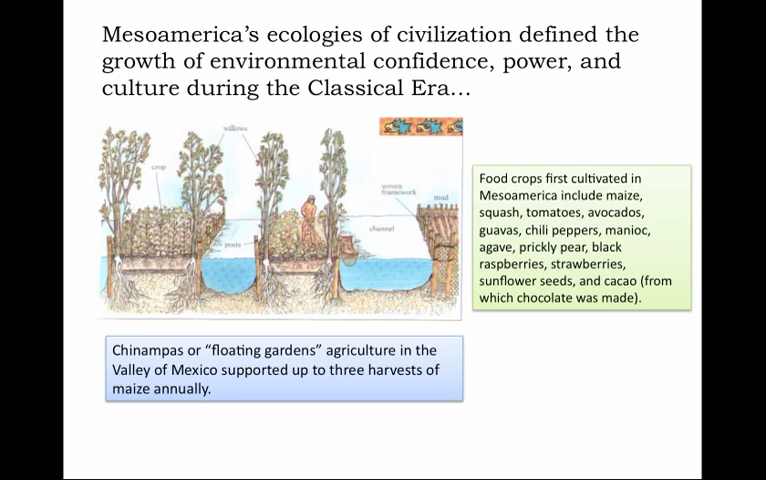 Mesoamerica’s ecologies of civilization defined the
growth of environmental confidence, power, and
culture during the Classical Era…
willows
crop
woven
framework
mud
channel
posts
Food crops first cultivated in
Mesoamerica include maize,
squash, tomatoes, avocados,
guavas, chili peppers, manioc,
agave, prickly pear, black
raspberries, strawberries,
sunflower seeds, and cacao (from
which chocolate was made).
Chinampas or “floating gardens” agriculture in the
Valley of Mexico supported up to three harvests of
maize annually.